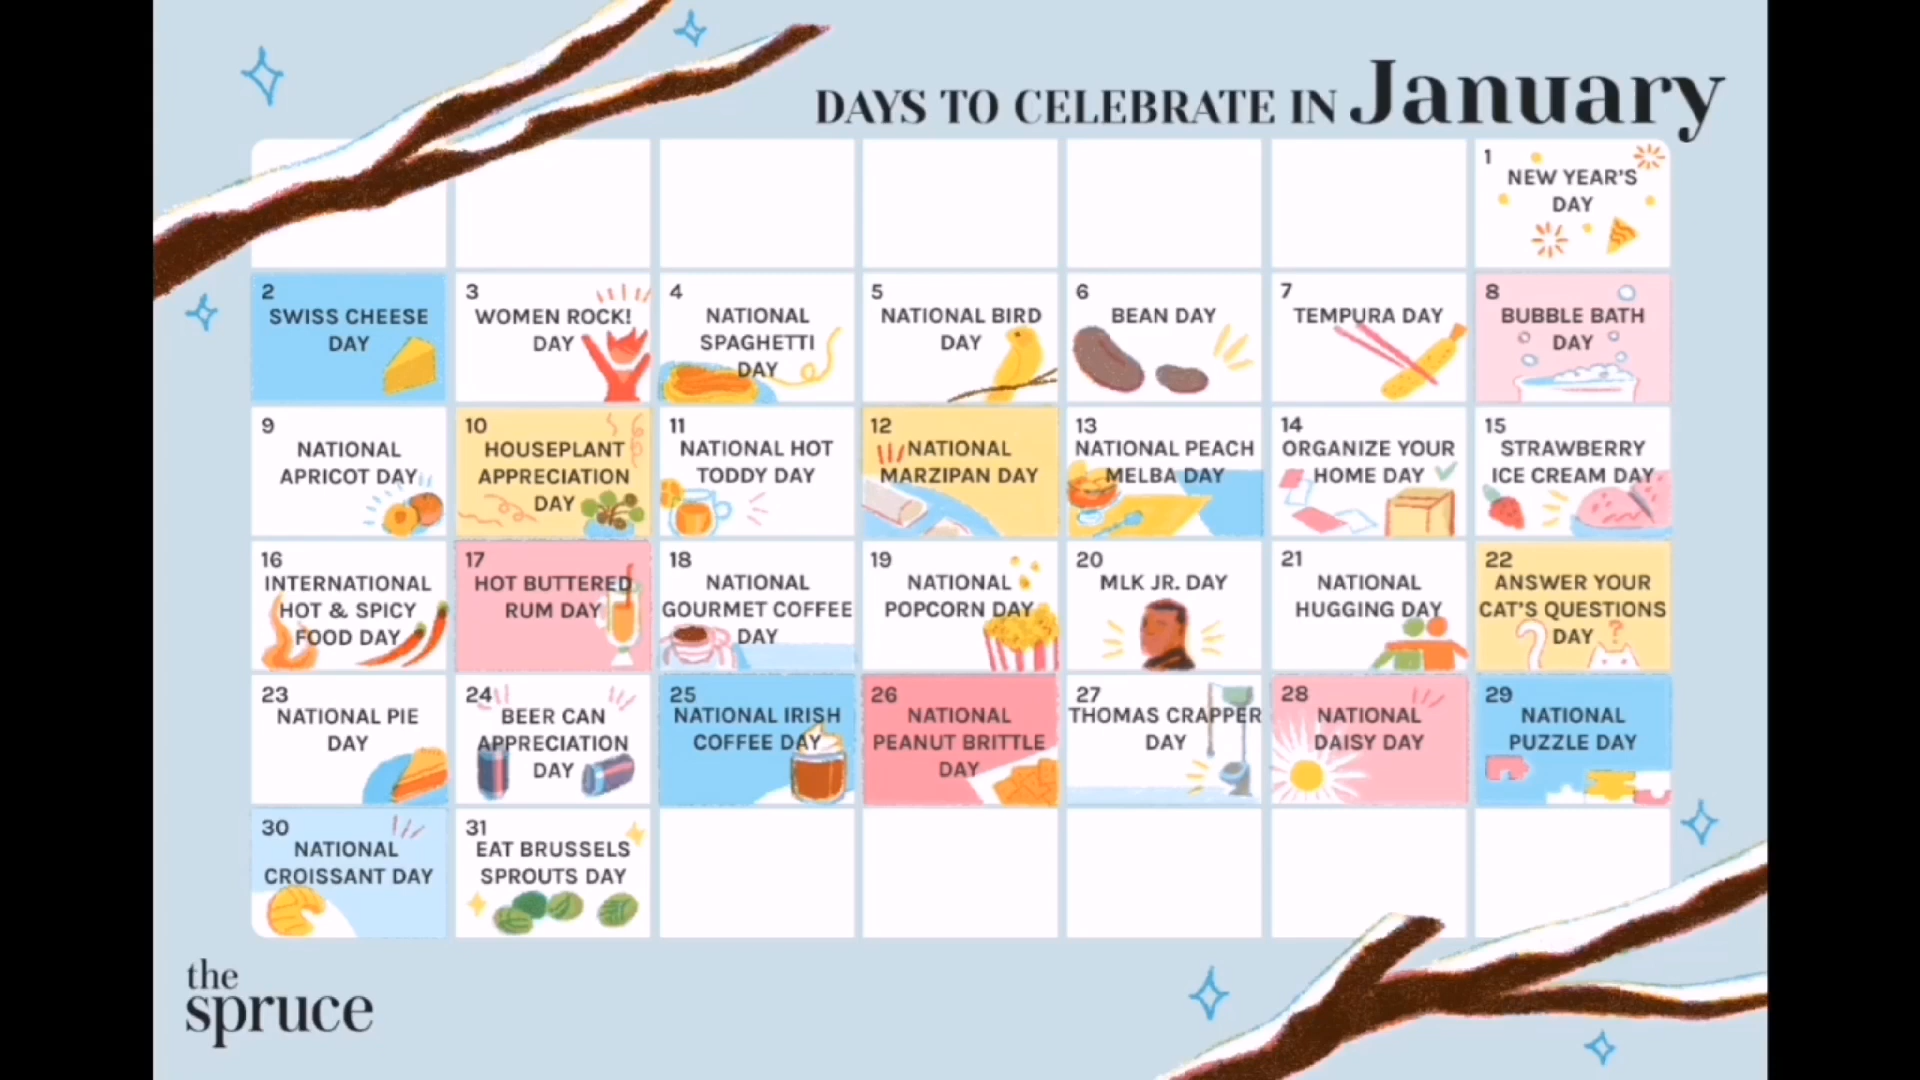 DAYS TO CELEBRATE IN January
1
NEW YEAR'S
DAY
2
SWISS CHEESE
DAY
3
WOMEN ROCK!
DAY
4
NATIONAL
SPAGHETTI
DAY
5
NATIONAL BIRD
DAY
6
BEAN DAY
7
TEMPURA DAY
8
BUBBLE BATH
DAY
9
NATIONAL
APRICOT DAY
10
HOUSEPLANT
APPRECIATION
DAY
11
NATIONAL HOT
TODDY DAY
12
NATIONAL
MARZIPAN DAY
13
NATIONAL PEACH
MELBA DAY
14
ORGANIZE YOUR
HOME DAY
15
STRAWBERRY
ICE CREAM DAY
16
INTERNATIONAL
HOT & SPICY
FOOD DAY
17
HOT BUTTERED
RUM DAY
18
NATIONAL
GOURMET COFFEE
DAY
19
NATIONAL
POPCORN DAY
20
MLK JR. DAY
21
NATIONAL
HUGGING DAY
22
ANSWER YOUR
CAT'S QUESTIONS
DAY
?
23
NATIONAL PIE
DAY
24
BEER CAN
APPRECIATION
DAY
25
NATIONAL IRISH
COFFEE DAY
26
NATIONAL
PEANUT BRITTLE
DAY
27
THOMAS CRAPPER
DAY
28
NATIONAL
DAISY DAY
29
NATIONAL
PUZZLE DAY
30
NATIONAL
CROISSANT DAY
31
EAT BRUSSELS
SPROUTS DAY
the
spruce